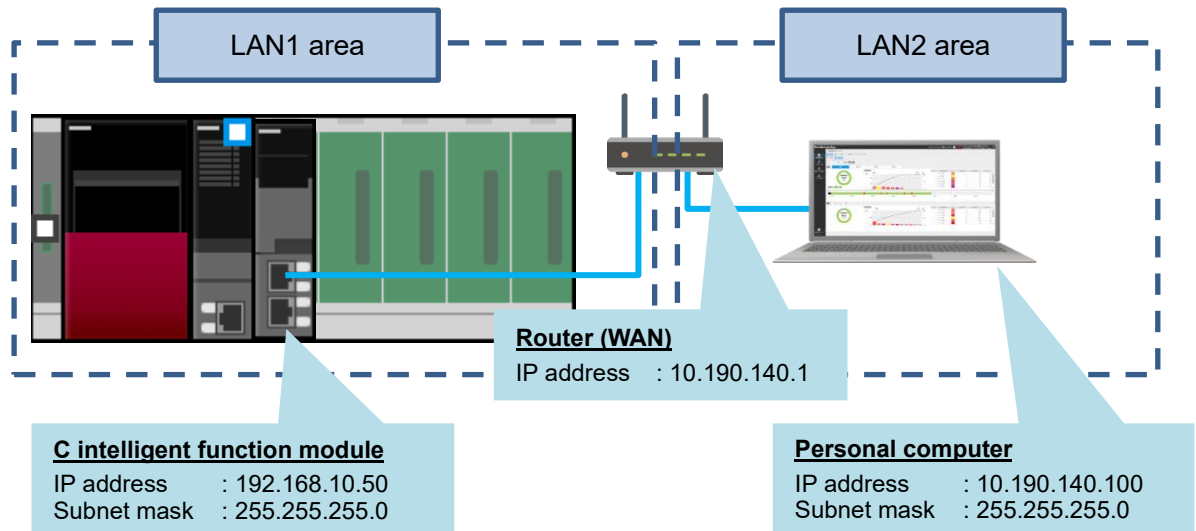 LAN1 area
LAN2 area
Router (WAN)
IP address : 10.190.140.1
C intelligent function module
IP address : 192.168.10.50
Subnet mask : 255.255.255.0
Personal computer
IP address : 10.190.140.100
Subnet mask : 255.255.255.0